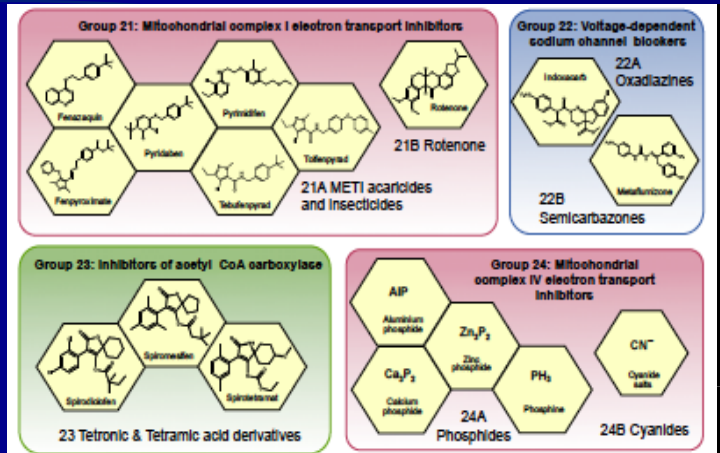 Group 21: Mitochondrial complex I electron transport inhibitors
Fenazaquin
Pyridaben
Pyrimidifen
Fenpyroximate
Tebufenpyrad
Tolfenpyrad
Rotenone
21B Rotenone
21A METI acaricides
and insecticides
Group 22: Voltage-dependent
sodium channel blockers
22A
Oxadiazines
Indoxacarb
Metaflumizone
22B
Semicarbazones
Group 23: Inhibitors of acetyl CoA carboxylase
Spirodiclofen
Spiromesifen
Spirotetramat
23 Tetronic & Tetramic acid derivatives
Group 24: Mitochondrial
complex IV electron transport
inhibitors
AlP
Aluminium
phosphide
Zn₃P₂
Zinc
phosphide
Ca₃P₂
Calcium
phosphide
PH₃
Phosphine
24A
Phosphides
CN⁻
Cyanide
salts
24B Cyanides